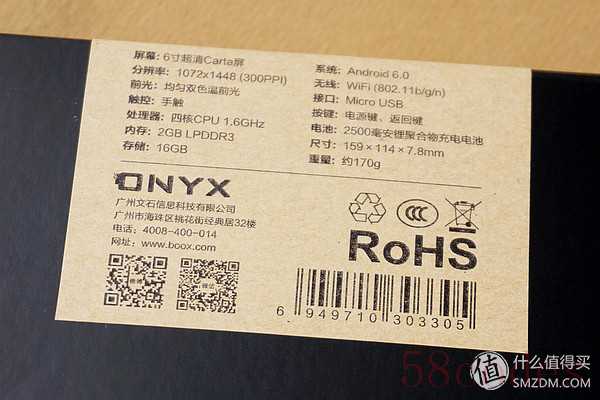 屏幕：6寸超清Carta屏
分辨率：1072x1448 (300PPI)
前光：均匀双色温前光
触控：手触
处理器：四核CPU 1.6GHz
内存：2GB LPDDR3
存储：16GB
系统：Android 6.0
无线：WiFi (802.11b/g/n)
接口：Micro USB
按键：电源键、返回键
电池：2500毫安锂聚合物充电电池
尺寸：159×114×7.8mm
重量：约170g
ONYX
广州文石信息科技有限公司
广州市海珠区桃花街经典居32楼
电话：4008-400-014
网址：www.boox.com
微博
微信
CCC
RoHS
6 949710 303305
值 什么值得买
SMZDM.COM